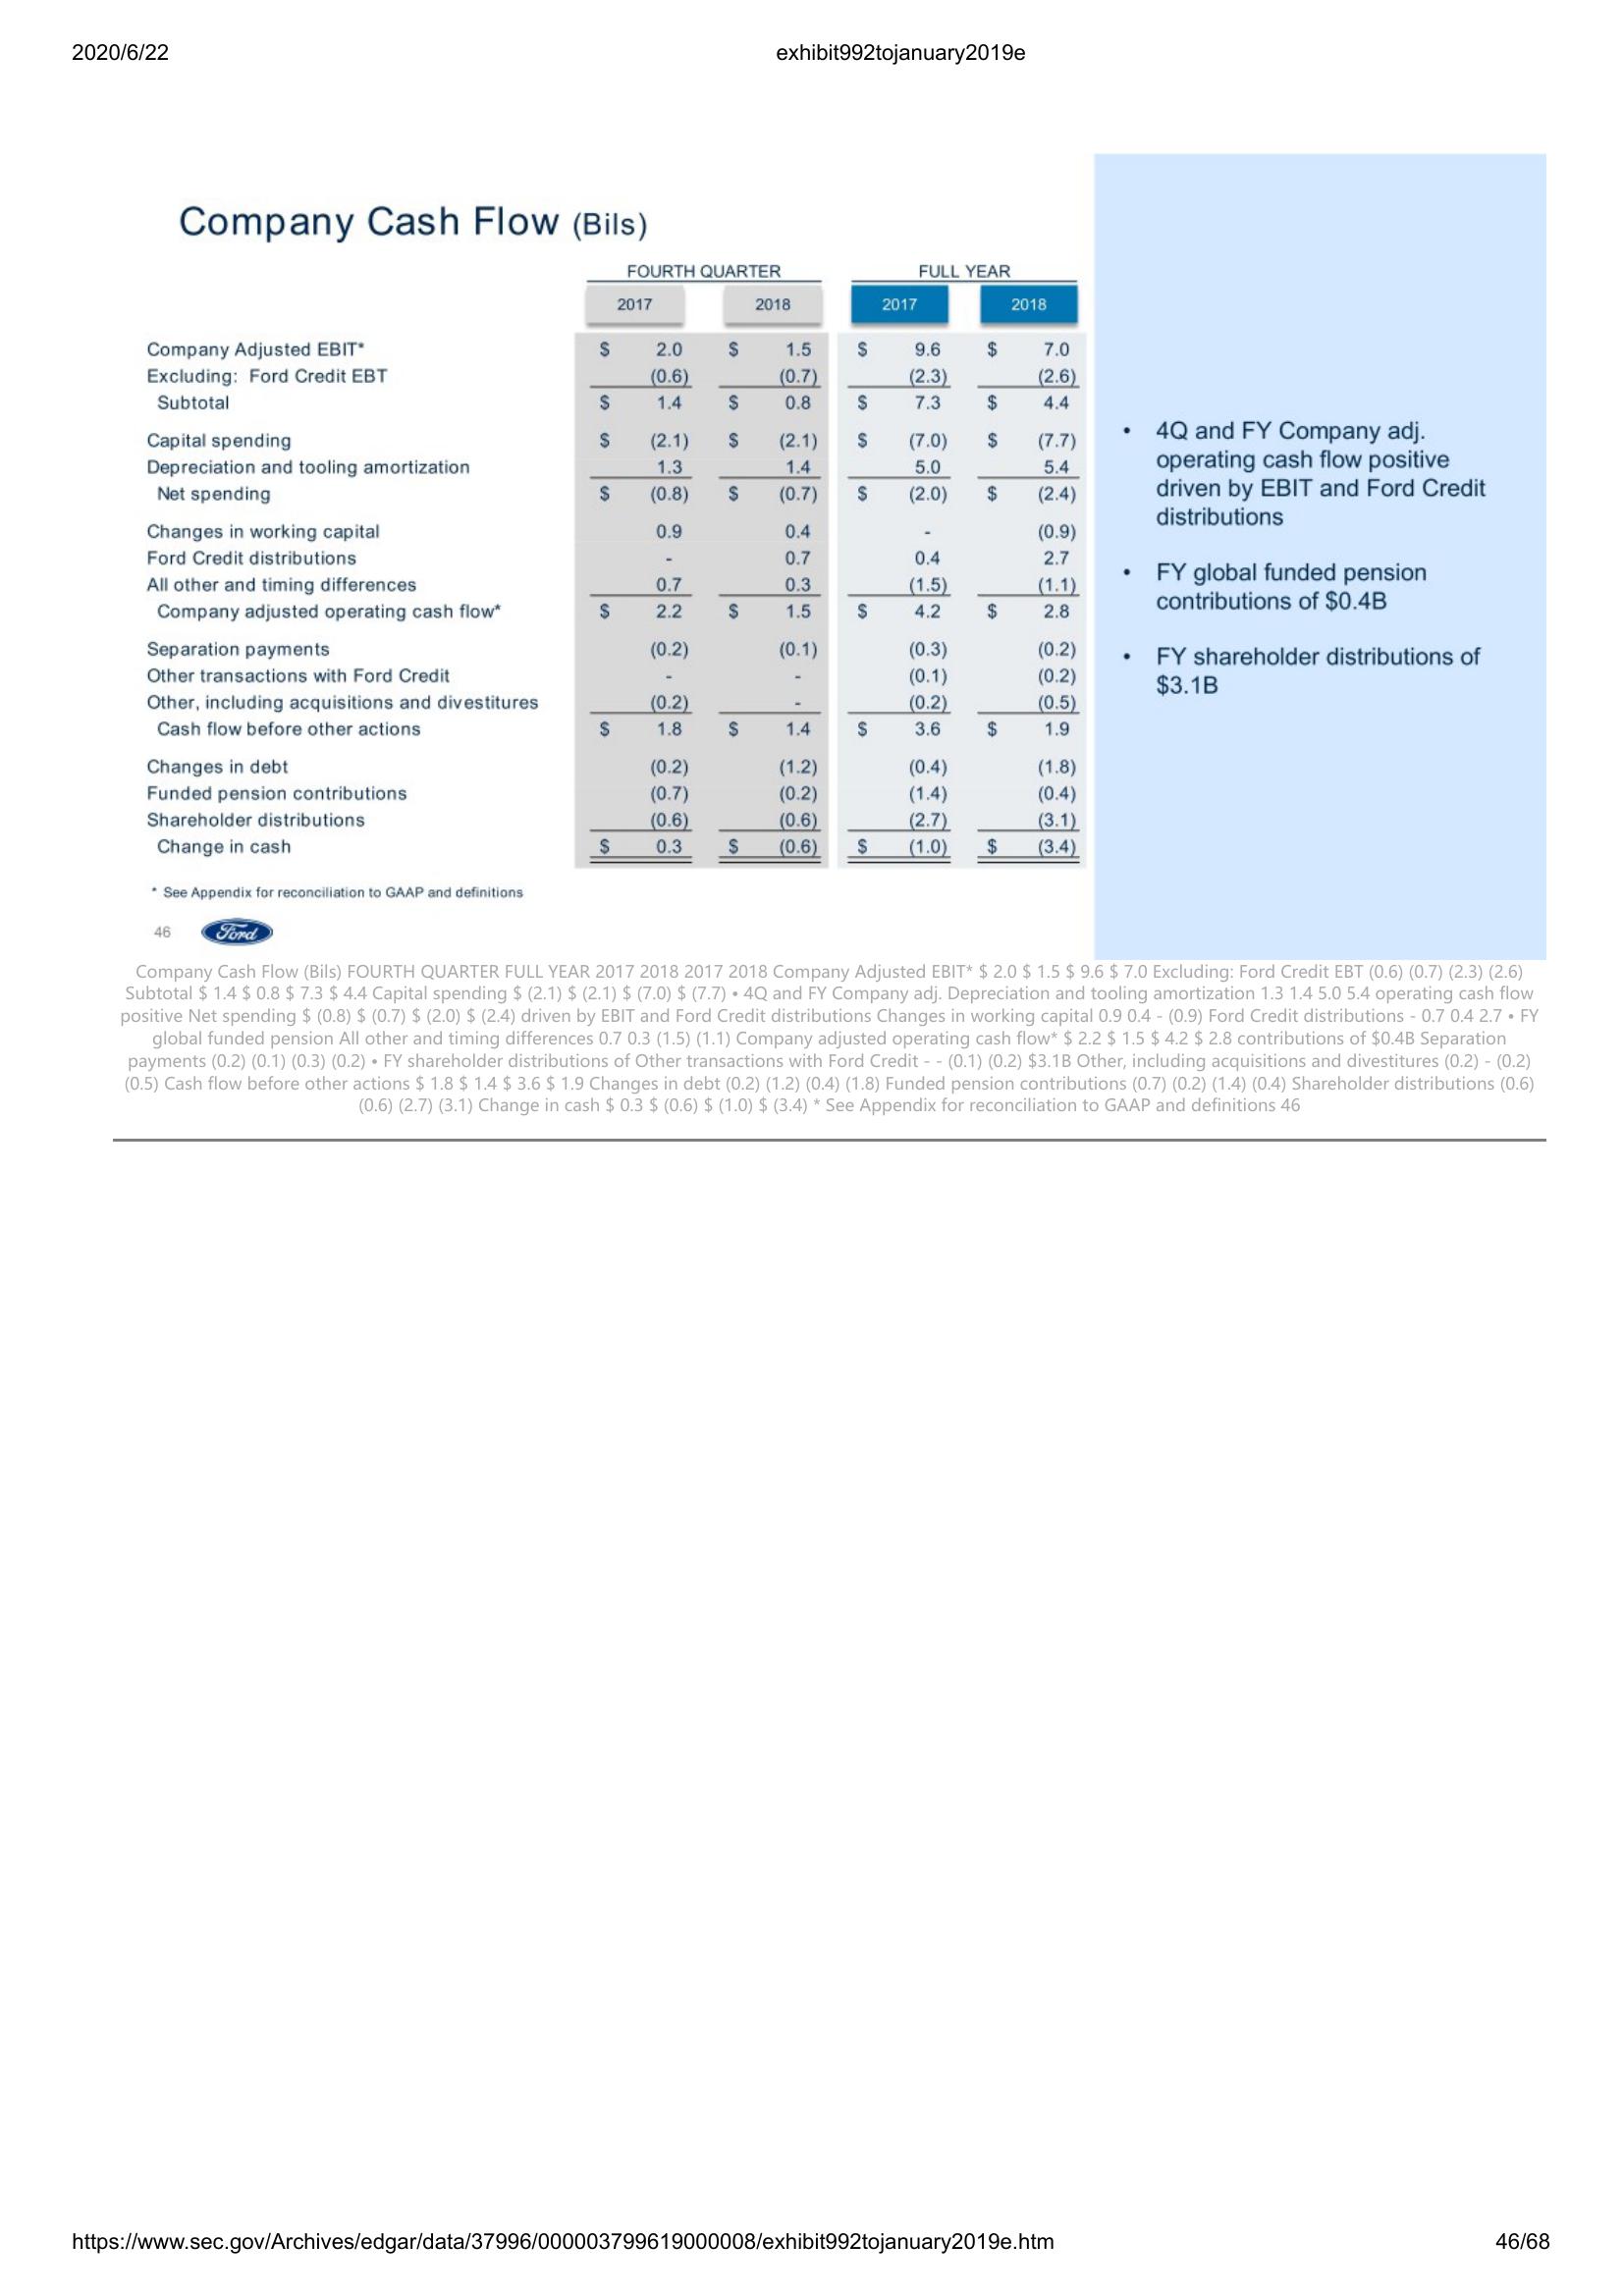 2020/6/22 exhibit992tojanuary2019e
Company Cash Flow (Bils)
FOURTH QUARTER FULL YEAR
2017 2018 2017 2018
Company Adjusted EBIT* $ 2.0 $ 1.5 $ 9.6 $ 7.0
Excluding: Ford Credit EBT (0.6) (0.7) (2.3) (2.6)
Subtotal $ 1.4 $ 0.8 $ 7.3 $ 4.4
Capital spending $ (2.1) $ (2.1) $ (7.0) $ (7.7)
Depreciation and tooling amortization 1.3 1.4 5.0 5.4
Net spending $ (0.8) $ (0.7) $ (2.0) $ (2.4)
Changes in working capital 0.9 0.4 - (0.9)
Ford Credit distributions - 0.7 0.4 2.7
All other and timing differences 0.7 0.3 (1.5) (1.1)
Company adjusted operating cash flow* $ 2.2 $ 1.5 $ 4.2 $ 2.8
Separation payments (0.2) (0.1) (0.3) (0.2)
Other transactions with Ford Credit - - (0.1) (0.2)
Other, including acquisitions and divestitures (0.2) - (0.2) (0.5)
Cash flow before other actions $ 1.8 $ 1.4 $ 3.6 $ 1.9
Changes in debt (0.2) (1.2) (0.4) (1.8)
Funded pension contributions (0.7) (0.2) (1.4) (0.4)
Shareholder distributions (0.6) (0.6) (2.7) (3.1)
Change in cash $ 0.3 $ (0.6) $ (1.0) $ (3.4)
* See Appendix for reconciliation to GAAP and definitions
46 Ford
• 4Q and FY Company adj.
operating cash flow positive
driven by EBIT and Ford Credit
distributions
• FY global funded pension
contributions of $0.4B
• FY shareholder distributions of
$3.1B
Company Cash Flow (Bils) FOURTH QUARTER FULL YEAR 2017 2018 2017 2018 Company Adjusted EBIT* $ 2.0 $ 1.5 $ 9.6 $ 7.0 Excluding: Ford Credit EBT (0.6) (0.7) (2.3) (2.6)
Subtotal $ 1.4 $ 0.8 $ 7.3 $ 4.4 Capital spending $ (2.1) $ (2.1) $ (7.0) $ (7.7) • 4Q and FY Company adj. Depreciation and tooling amortization 1.3 1.4 5.0 5.4 operating cash flow
positive Net spending $ (0.8) $ (0.7) $ (2.0) $ (2.4) driven by EBIT and Ford Credit distributions Changes in working capital 0.9 0.4 - (0.9) Ford Credit distributions - 0.7 0.4 2.7 • FY
global funded pension All other and timing differences 0.7 0.3 (1.5) (1.1) Company adjusted operating cash flow* $ 2.2 $ 1.5 $ 4.2 $ 2.8 contributions of $0.4B Separation
payments (0.2) (0.1) (0.3) (0.2) • FY shareholder distributions of Other transactions with Ford Credit - - (0.1) (0.2) $3.1B Other, including acquisitions and divestitures (0.2) - (0.2)
(0.5) Cash flow before other actions $ 1.8 $ 1.4 $ 3.6 $ 1.9 Changes in debt (0.2) (1.2) (0.4) (1.8) Funded pension contributions (0.7) (0.2) (1.4) (0.4) Shareholder distributions (0.6)
(0.6) (2.7) (3.1) Change in cash $ 0.3 $ (0.6) $ (1.0) $ (3.4) * See Appendix for reconciliation to GAAP and definitions 46
https://www.sec.gov/Archives/edgar/data/37996/000003799619000008/exhibit992tojanuary2019e.htm 46/68